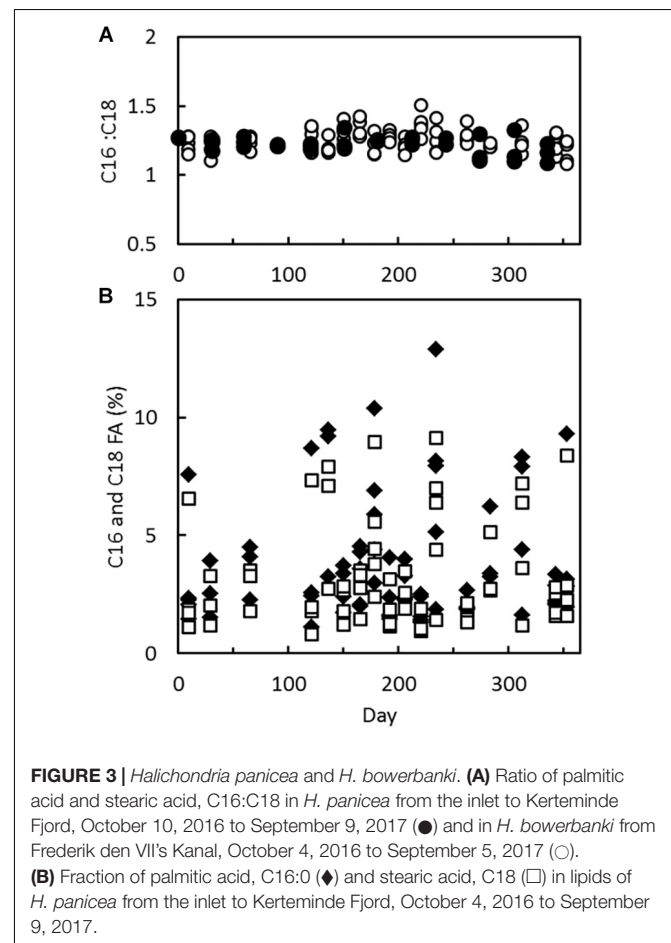 A
2
1.5
1
0.5
C16 :C18
0 100 200 300
B
15
10
5
0
C16 and C18 FA (%)
0 100 200 300
Day
FIGURE 3 | Halichondria panicea and H. bowerbanki. (A) Ratio of palmitic
acid and stearic acid, C16:C18 in H. panicea from the inlet to Kerteminde
Fjord, October 10, 2016 to September 9, 2017 (●) and in H. bowerbanki from
Frederik den VII's Kanal, October 4, 2016 to September 5, 2017 (○).
(B) Fraction of palmitic acid, C16:0 (♦) and stearic acid, C18 (□) in lipids of
H. panicea from the inlet to Kerteminde Fjord, October 4, 2016 to September
9, 2017.